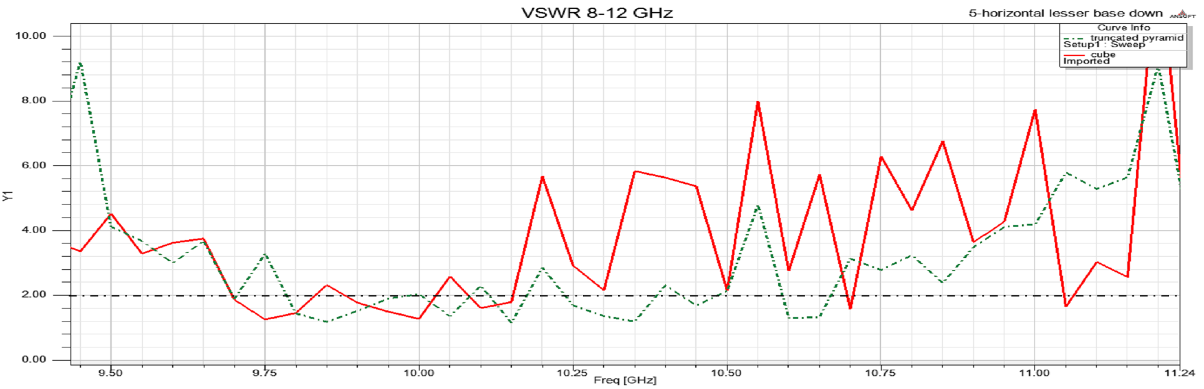 VSWR 8-12 GHz
5-horizontal lesser base down
ANSOFT
Curve Info
truncated pyramid
Setup1 : Sweep
cube
Imported
10.00
8.00
6.00
4.00
2.00
0.00
Y1
9.50 9.75 10.00 10.25 10.50 10.75 11.00 11.24
Freq [GHz]